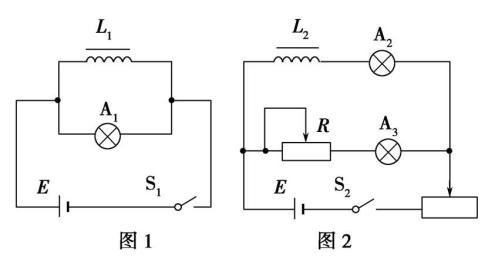 L₁
A₁
E
S₁
图 1
L₂
A₂
R
A₃
E
S₂
图 2